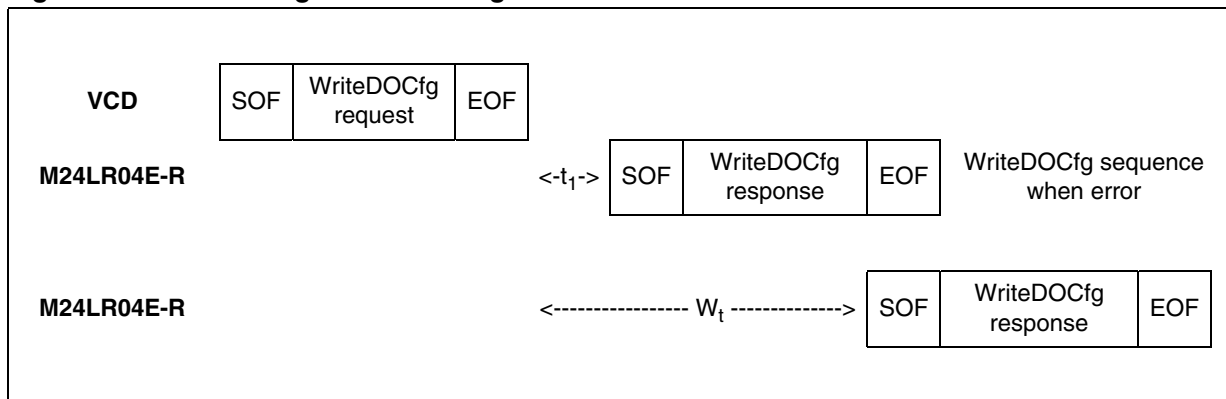 VCD
SOF
WriteDOCfg
request
EOF
M24LR04E-R
<-t1->
SOF
WriteDOCfg
response
EOF
WriteDOCfg sequence
when error
M24LR04E-R
<----------------- Wt -------------->
SOF
WriteDOCfg
response
EOF